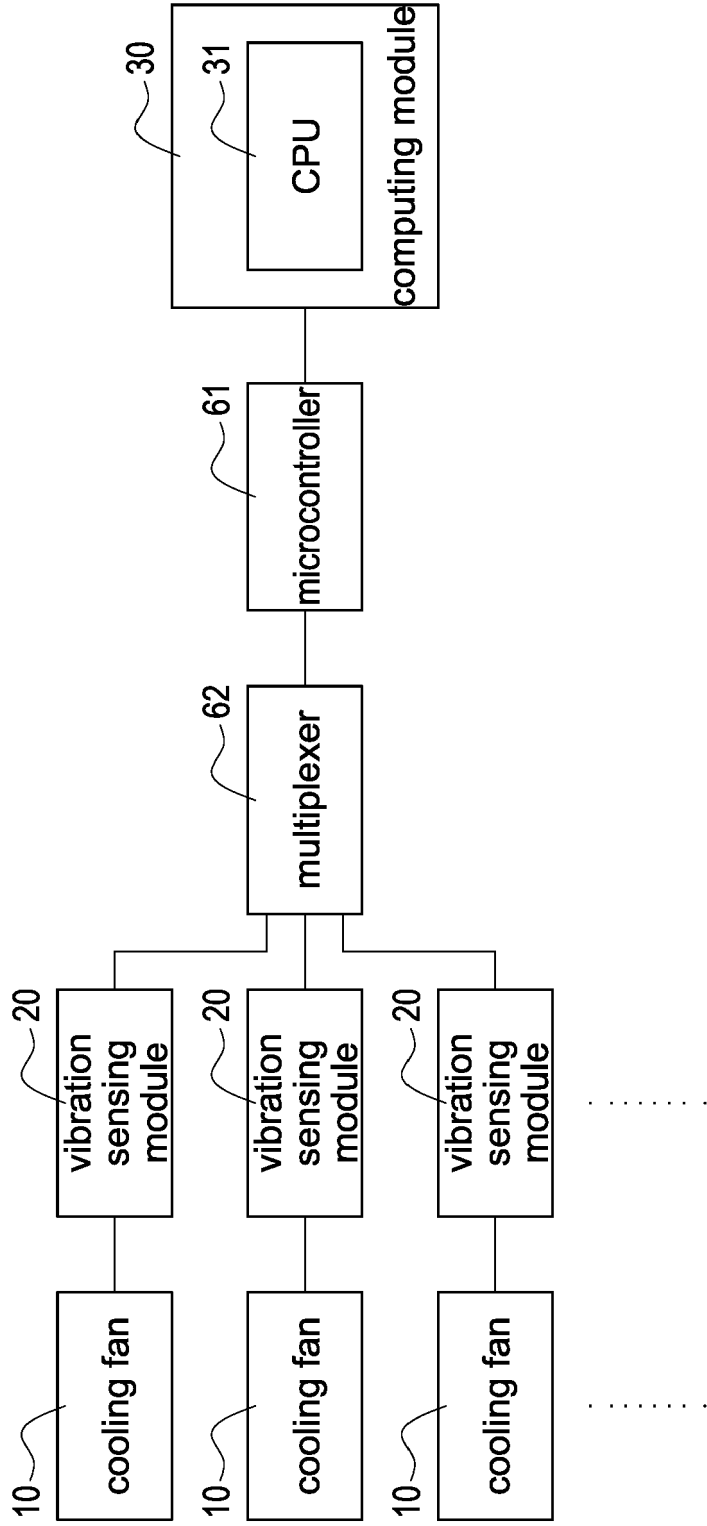 10
cooling fan
20
vibration
sensing
module
10
cooling fan
20
vibration
sensing
module
10
cooling fan
20
vibration
sensing
module
62
multiplexer
61
microcontroller
30
31
CPU
computing module